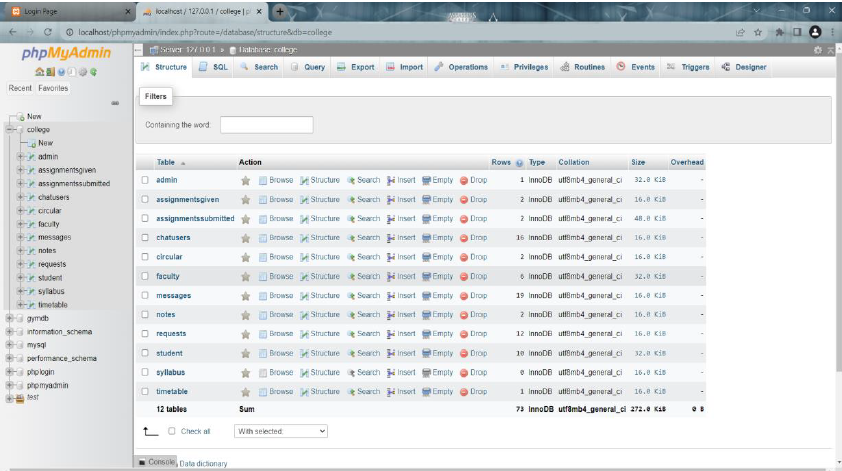 Login Page
localhost / 127.0.0.1 / college | p
localhost/phpmyadmin/index.php?route=/database/structure&db=college
phpMyAdmin
Recent Favorites
New
college
New
admin
assignmentsgiven
assignmentssubmitted
chatusers
circular
faculty
messages
notes
requests
student
syllabus
timetable
gymdb
information_schema
mysql
performance_schema
phplogin
phpmyadmin
test
Server: 127.0.0.1 » Database: college
Structure SQL Search Query Export Import Operations Privileges Routines Events Triggers Designer
Filters
Containing the word:
Table Action Rows Type Collation Size Overhead
admin Browse Structure Search Insert Empty Drop 1 InnoDB utf8mb4_general_ci 32.0 KiB -
assignmentsgiven Browse Structure Search Insert Empty Drop 2 InnoDB utf8mb4_general_ci 16.0 KiB -
assignmentssubmitted Browse Structure Search Insert Empty Drop 2 InnoDB utf8mb4_general_ci 48.0 KiB -
chatusers Browse Structure Search Insert Empty Drop 16 InnoDB utf8mb4_general_ci 16.0 KiB -
circular Browse Structure Search Insert Empty Drop 2 InnoDB utf8mb4_general_ci 16.0 KiB -
faculty Browse Structure Search Insert Empty Drop 6 InnoDB utf8mb4_general_ci 32.0 KiB -
messages Browse Structure Search Insert Empty Drop 19 InnoDB utf8mb4_general_ci 16.0 KiB -
notes Browse Structure Search Insert Empty Drop 2 InnoDB utf8mb4_general_ci 16.0 KiB -
requests Browse Structure Search Insert Empty Drop 12 InnoDB utf8mb4_general_ci 16.0 KiB -
student Browse Structure Search Insert Empty Drop 10 InnoDB utf8mb4_general_ci 32.0 KiB -
syllabus Browse Structure Search Insert Empty Drop 0 InnoDB utf8mb4_general_ci 16.0 KiB -
timetable Browse Structure Search Insert Empty Drop 1 InnoDB utf8mb4_general_ci 16.0 KiB -
12 tables Sum 73 InnoDB utf8mb4_general_ci 272.0 KiB 0 B
Check all With selected:
Console Data dictionary